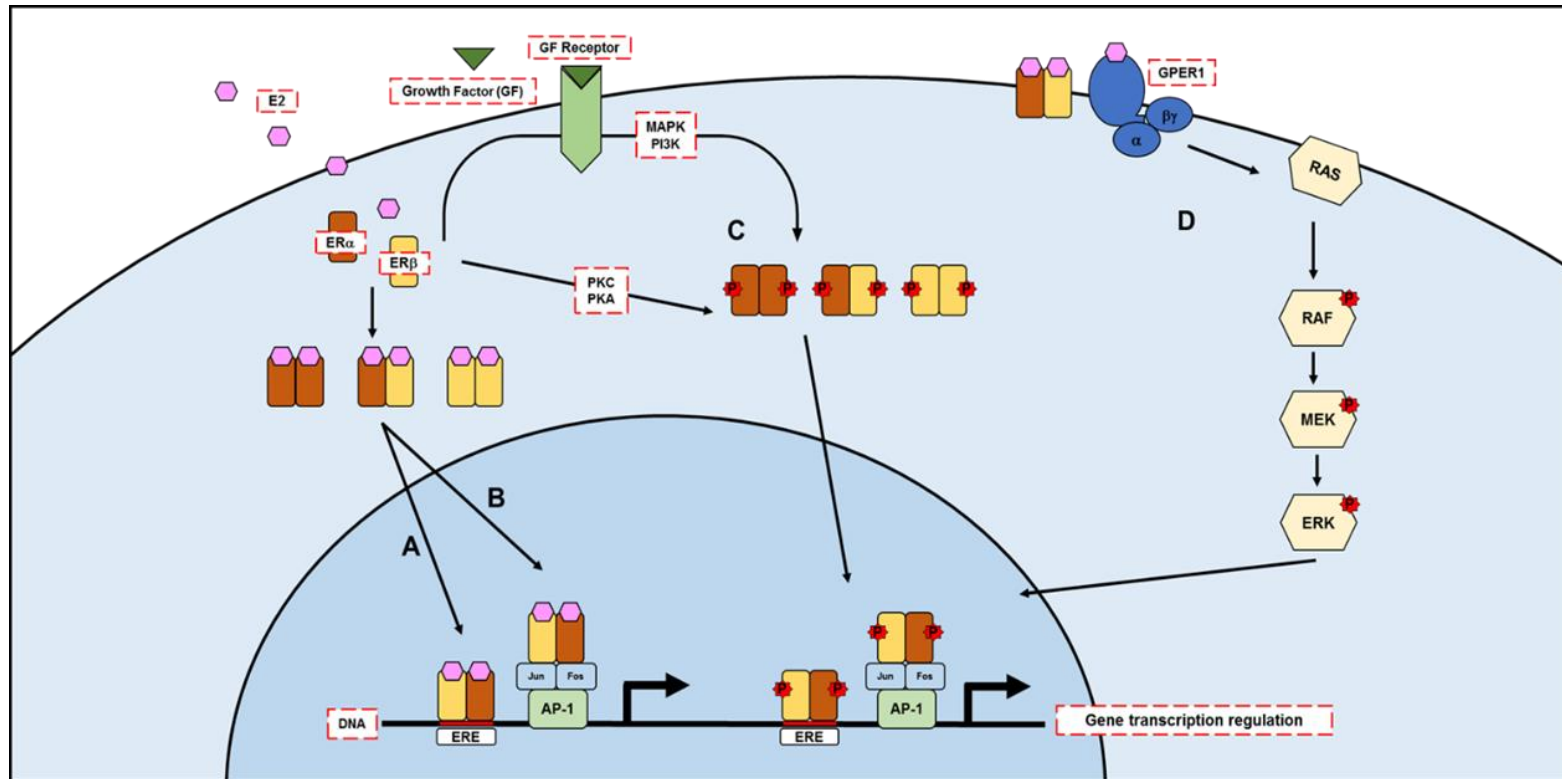 GF Receptor
Growth Factor (GF)
E2
GPER1
βγ
α
MAPK
PI3K
RAS
ERα
ERβ
C
D
PKC
PKA
P P P P P
RAF P
MEK P
ERK P
B
A
P P
Jun Fos
Jun Fos
P P
AP-1
AP-1
DNA
ERE
ERE
Gene transcription regulation